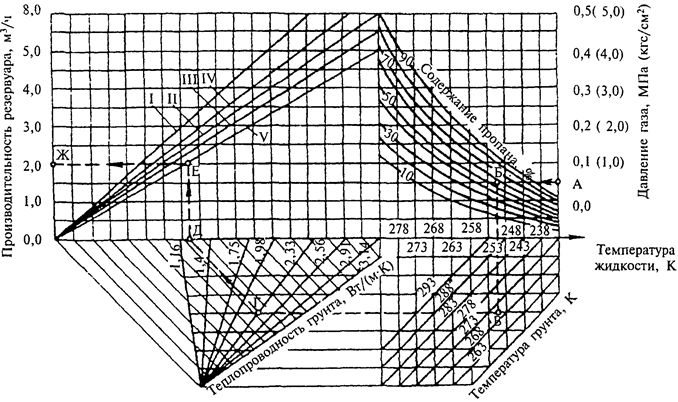 Производительность резервуара, м³/ч
8,0
6,0
5,0
4,0
3,0
2,0
1,0
0,0
Ж
I
II
III
IV
V
Е
Д
Содержание пропана, %
90
70
50
30
10
Б
А
0,5( 5,0)
0,4 (4,0)
0,3 (3,0)
0,2 ( 2,0)
0,1 (1,0)
0,0
Давление газа, МПа (кгс/см²)
278 268 258 248 238
273 263 253 243
Температура
жидкости, К
1,16
1,75
1,98
2,33
2,56
2,91
Г
Теплопроводность грунта, Вт/(м·К)
293
288
283
278
273
268
263
В
Температура грунта, К